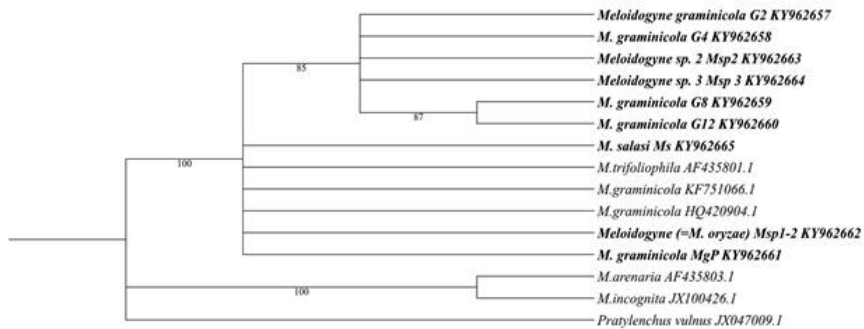 Meloidogyne graminicola G2 KY962657
M. graminicola G4 KY962658
85
Meloidogyne sp. 2 Msp2 KY962663
Meloidogyne sp. 3 Msp 3 KY962664
M. graminicola G8 KY962659
87
M. graminicola G12 KY962660
M. salasi Ms KY962665
100
M.trifoliophila AF435801.1
M.graminicola KF751066.1
M.graminicola HQ420904.1
Meloidogyne (=M. oryzae) Msp1-2 KY962662
M. graminicola MgP KY962661
M.arenaria AF435803.1
100
M.incognita JX100426.1
Pratylenchus vulnus JX047009.1